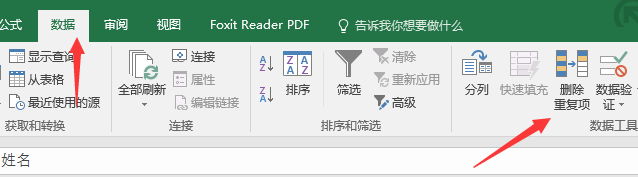 公式 数据 审阅 视图 Foxit Reader PDF 告诉我你想要做什么
显示查询
从表格
最近使用的源
获取和转换
全部刷新
连接
属性
编辑链接
连接
排序
筛选
清除
重新应用
高级
排序和筛选
分列
快速填充
删除
重复项
数据验
证
数据工具
姓名